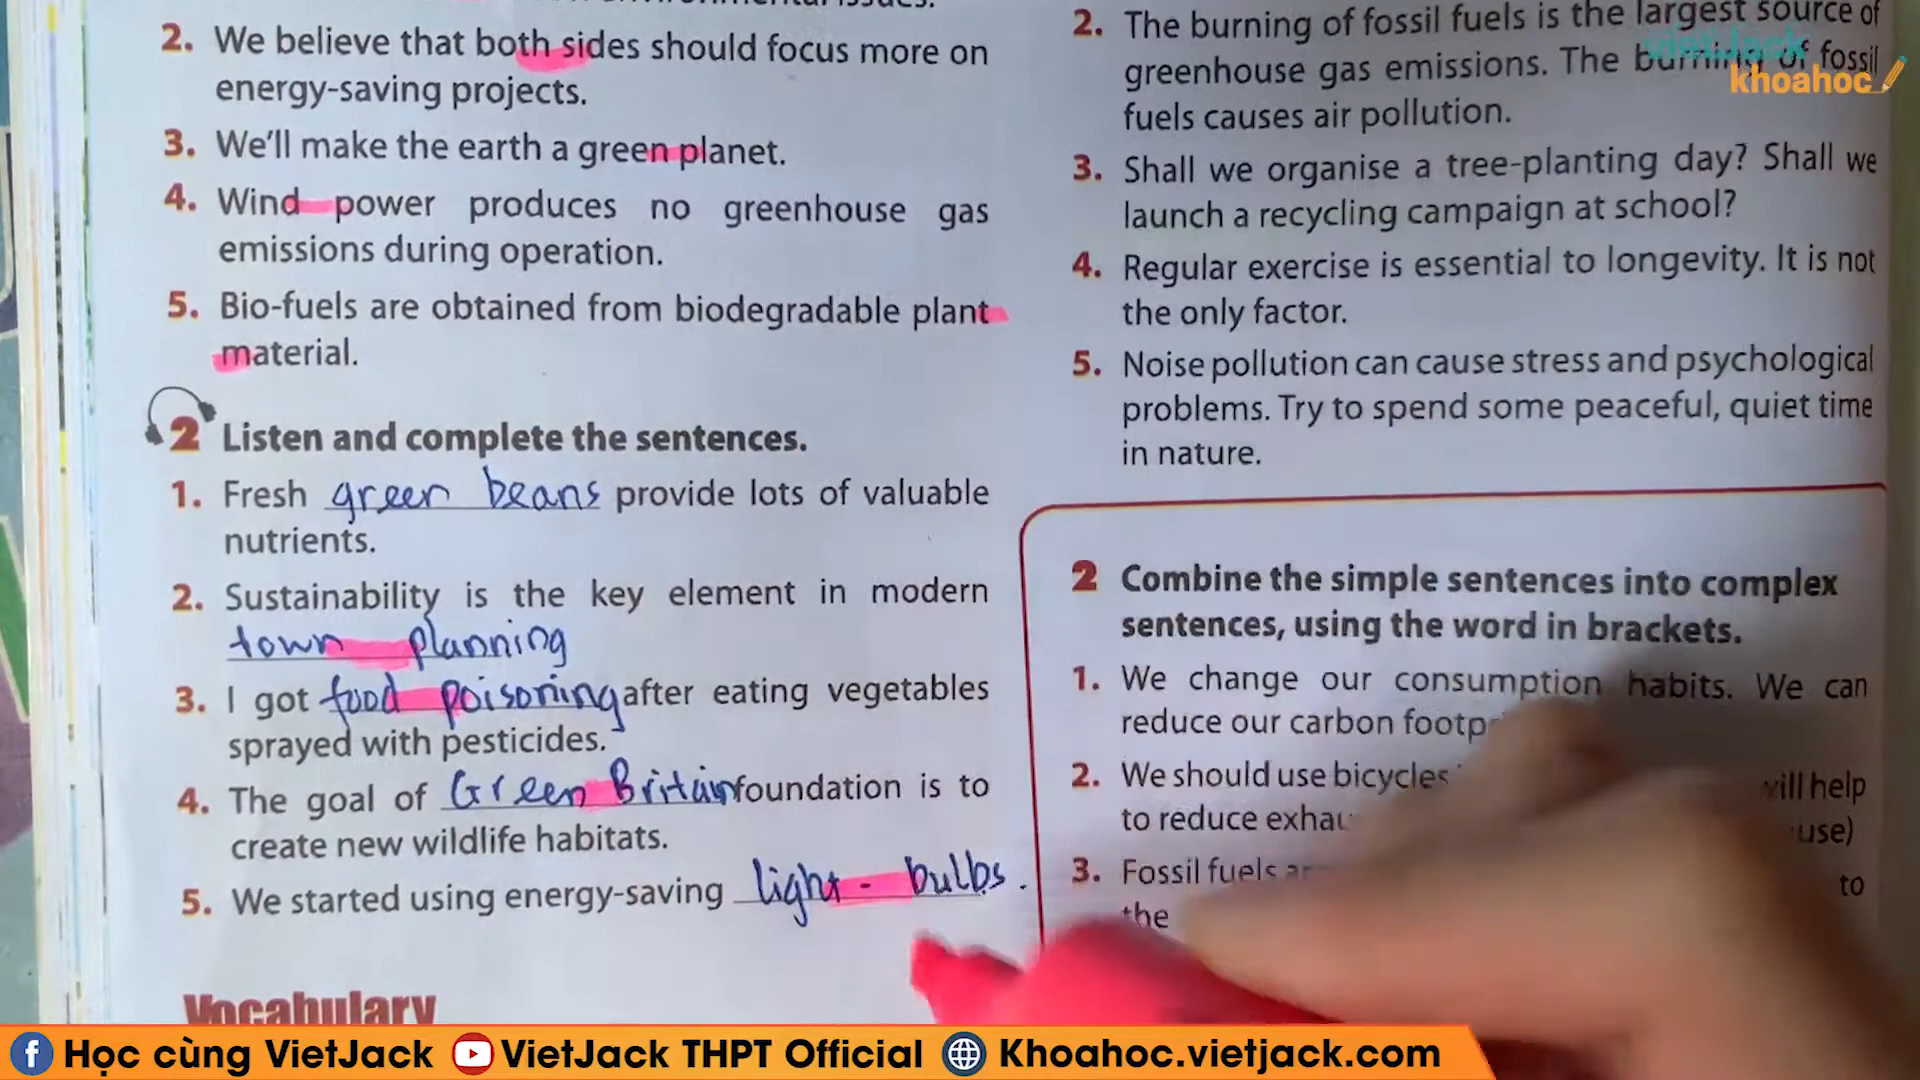 2. We believe that both sides should focus more on
energy-saving projects.
3. We'll make the earth a green planet.
4. Wind power produces no greenhouse gas
emissions during operation.
5. Bio-fuels are obtained from biodegradable plant
material.
2 Listen and complete the sentences.
1. Fresh green beans provide lots of valuable
nutrients.
2. Sustainability is the key element in modern
town planning
3. I got food poisoning after eating vegetables
sprayed with pesticides.
4. The goal of Green Britain foundation is to
create new wildlife habitats.
5. We started using energy-saving light - bulbs.
Vocabulary
2. The burning of fossil fuels is the largest source of
greenhouse gas emissions. The burning of fossil
fuels causes air pollution.
3. Shall we organise a tree-planting day? Shall we
launch a recycling campaign at school?
4. Regular exercise is essential to longevity. It is not
the only factor.
5. Noise pollution can cause stress and psychological
problems. Try to spend some peaceful, quiet time
in nature.
2 Combine the simple sentences into complex
sentences, using the word in brackets.
1. We change our consumption habits. We can
reduce our carbon
2. We should use bicycles will help
to reduce
3. Fossil fuels to
the
vietJack
khoahoc
Học cùng VietJack VietJack THPT Official Khoahoc.vietjack.com